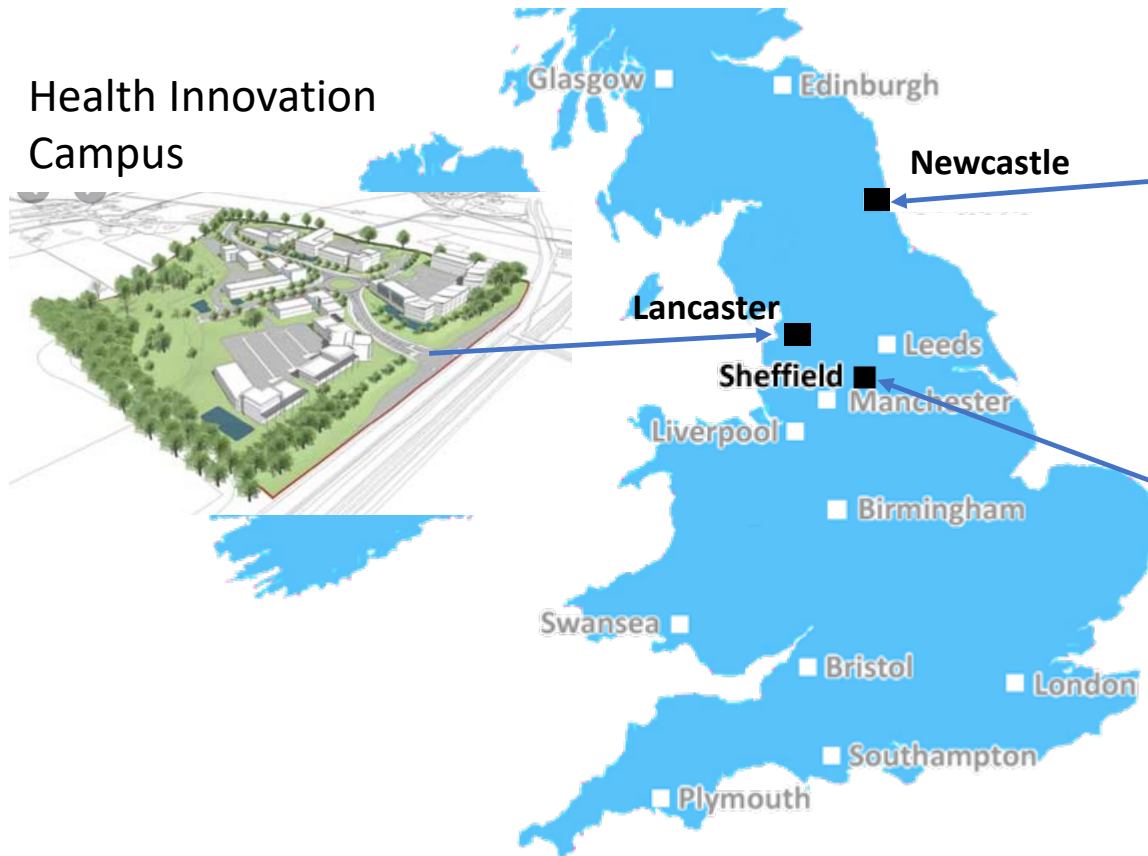 Health Innovation
Campus
Glasgow
Edinburgh
Newcastle
Lancaster
Leeds
Sheffield
Manchester
Liverpool
Birmingham
Swansea
Bristol
London
Southampton
Plymouth